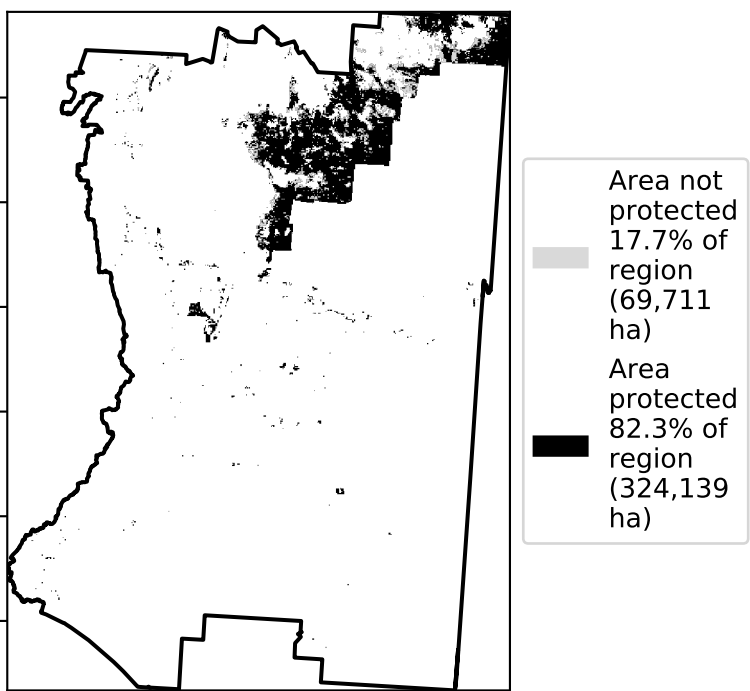 Area not
protected
17.7% of
region
(69,711
ha)
Area
protected
82.3% of
region
(324,139
ha)